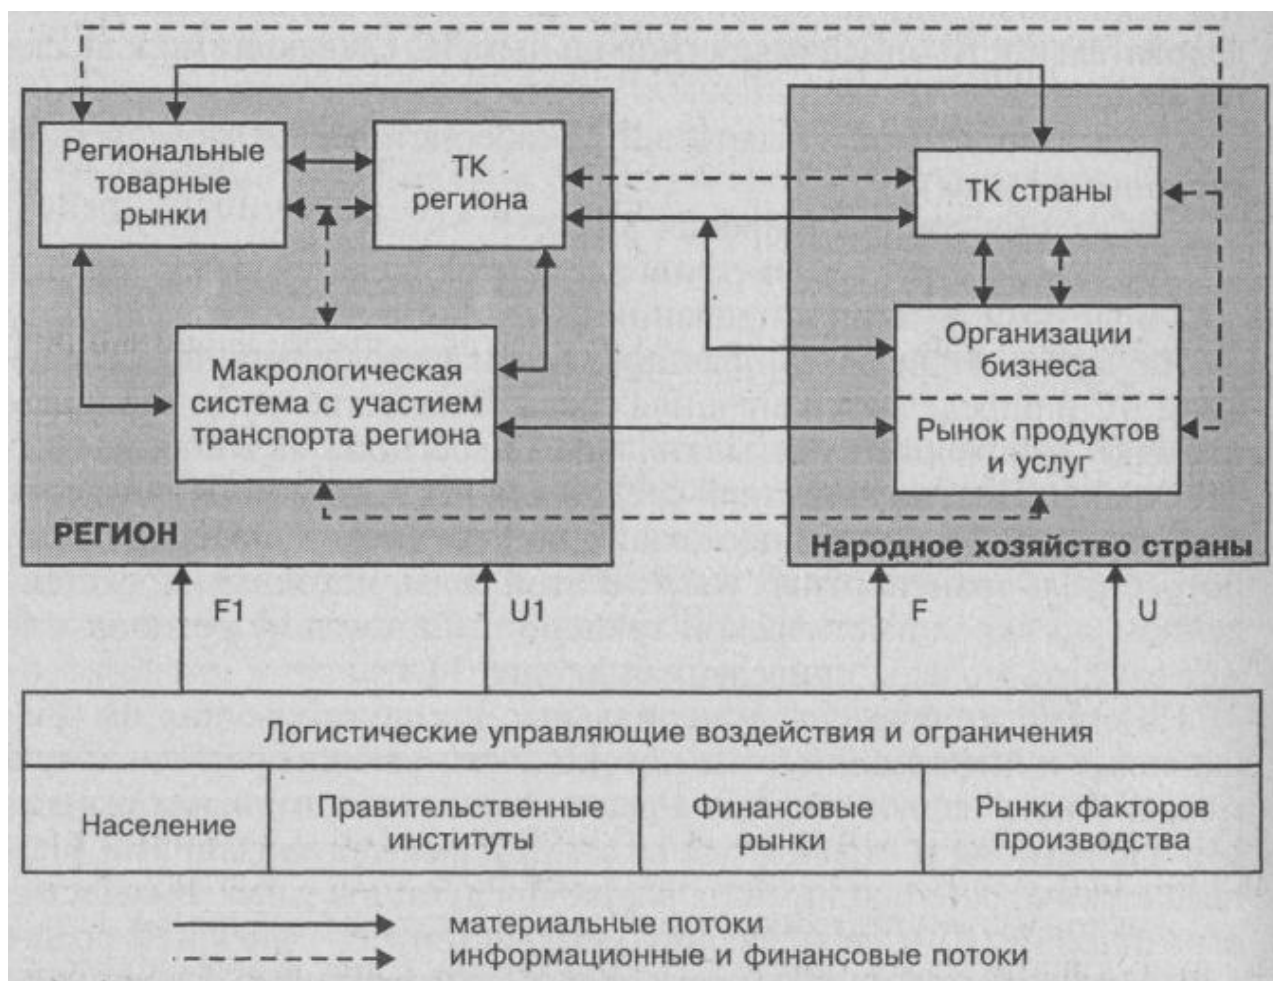 Региональные
товарные
рынки
ТК
региона
ТК страны
Организации
бизнеса
Рынок продуктов
и услуг
Макрологическая
система с участием
транспорта региона
РЕГИОН
Народное хозяйство страны
F1
U1
F
U
Логистические управляющие воздействия и ограничения
Население
Правительственные
институты
Финансовые
рынки
Рынки факторов
производства
материальные потоки
информационные и финансовые потоки